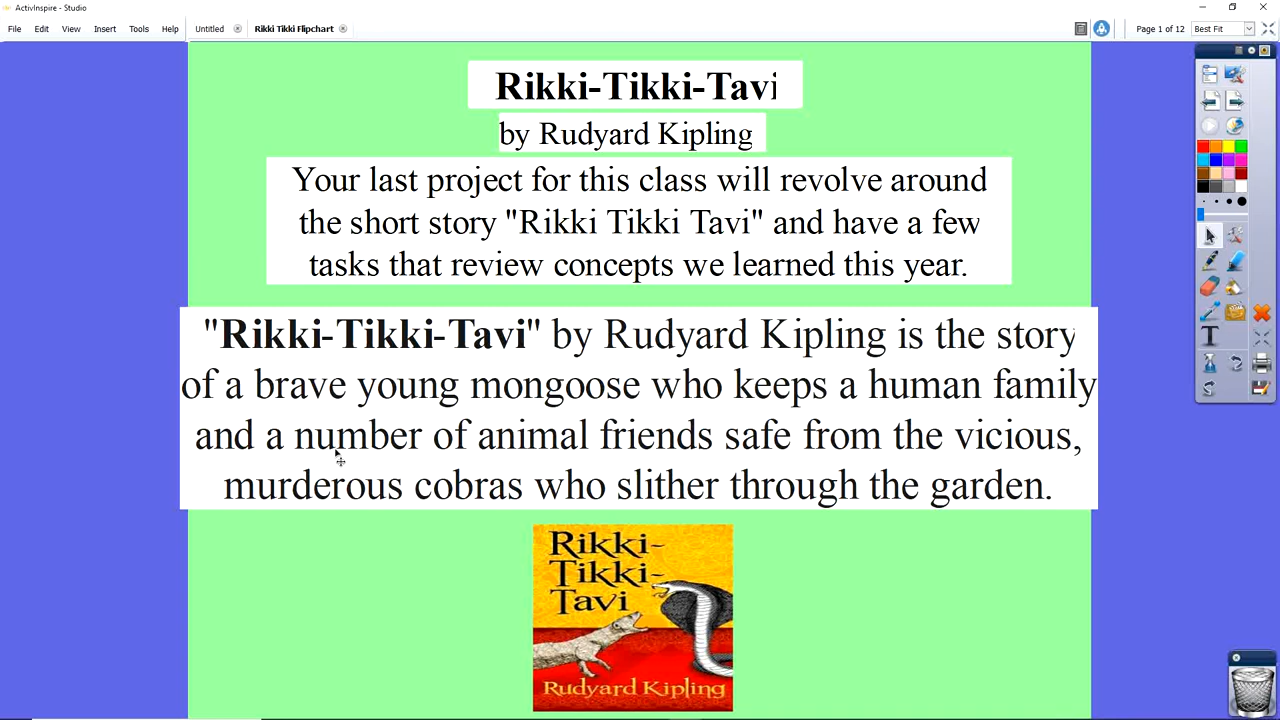 ActivInspire - Studio
File Edit View Insert Tools Help Untitled Rikki Tikki Flipchart Page 1 of 12 Best Fit
Rikki-Tikki-Tavi
by Rudyard Kipling
Your last project for this class will revolve around
the short story "Rikki Tikki Tavi" and have a few
tasks that review concepts we learned this year.
"Rikki-Tikki-Tavi" by Rudyard Kipling is the story
of a brave young mongoose who keeps a human family
and a number of animal friends safe from the vicious,
murderous cobras who slither through the garden.
Rikki-
Tikki-
Tavi
Rudyard Kipling